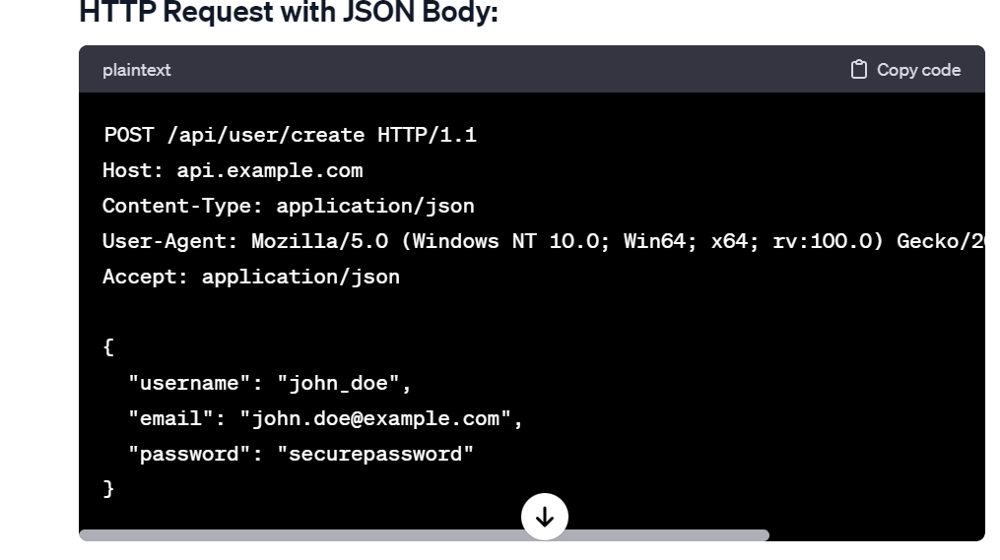 HTTP Request with JSON Body:
plaintext
Copy code
POST /api/user/create HTTP/1.1
Host: api.example.com
Content-Type: application/json
User-Agent: Mozilla/5.0 (Windows NT 10.0; Win64; x64; rv:100.0) Gecko/2
Accept: application/json
{
"username": "john_doe",
"email": "john.doe@example.com",
"password": "securepassword"
}